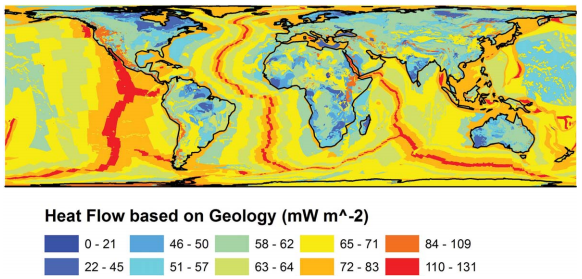 Heat Flow based on Geology (mW m^-2)
0 - 21 46 - 50 58 - 62 65 - 71 84 - 109
22 - 45 51 - 57 63 - 64 72 - 83 110 - 131